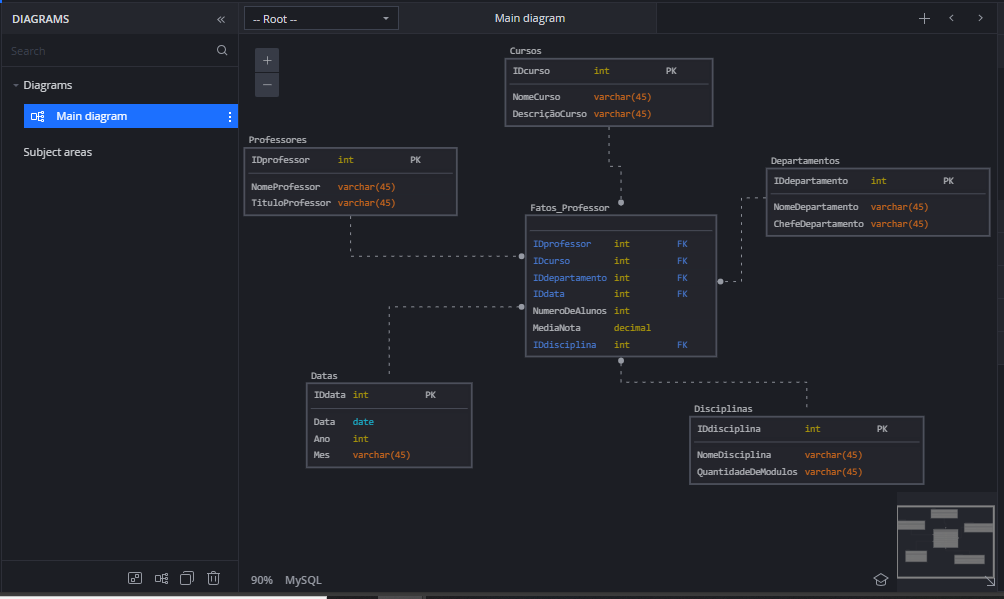 DIAGRAMS «
Search
Diagrams
Main diagram
Subject areas
-- Root --
Main diagram
Cursos
IDcurso int PK
NomeCurso varchar(45)
DescriçãoCurso varchar(45)
Professores
IDprofessor int PK
NomeProfessor varchar(45)
TituloProfessor varchar(45)
Departamentos
IDdepartamento int PK
NomeDepartamento varchar(45)
ChefeDepartamento varchar(45)
Fatos_Professor
IDprofessor int FK
IDcurso int FK
IDdepartamento int FK
IDdata int FK
NumeroDeAlunos int
MediaNota decimal
IDdisciplina int FK
Datas
IDdata int PK
Data date
Ano int
Mes varchar(45)
Disciplinas
IDdisciplina int PK
NomeDisciplina varchar(45)
QuantidadeDeModulos varchar(45)
90% MySQL